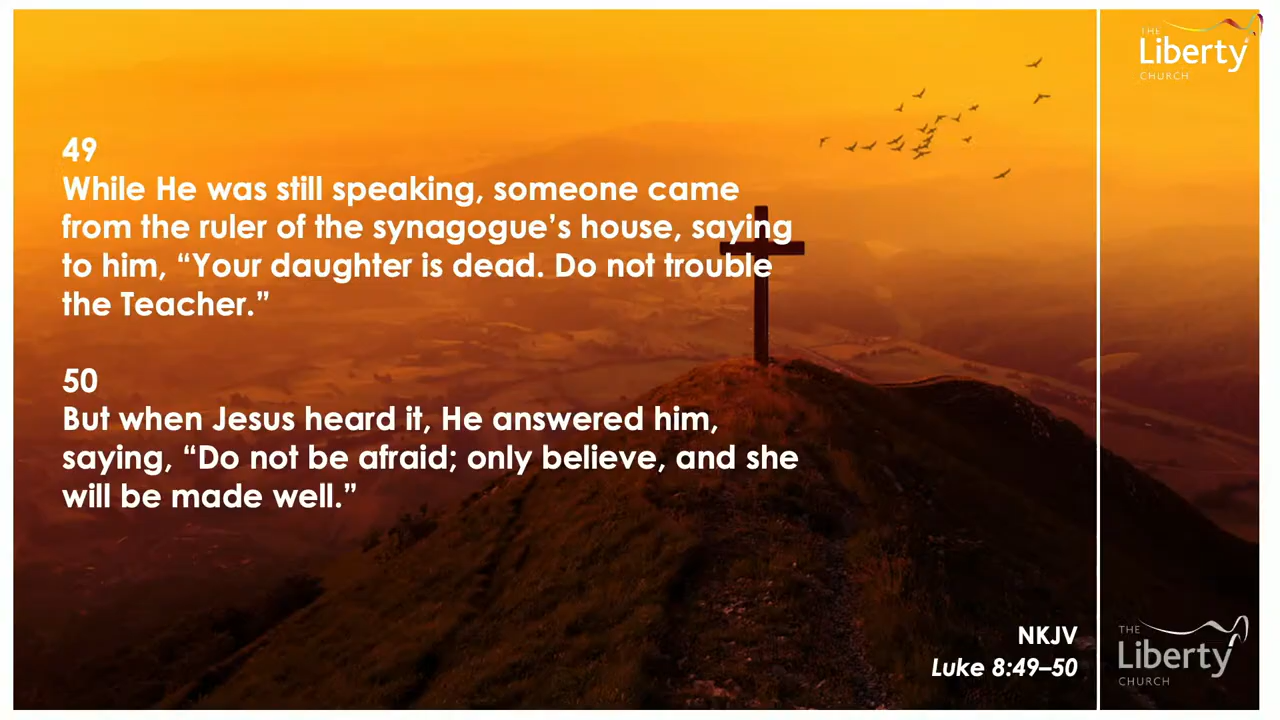 THE
Liberty
CHURCH
49
While He was still speaking, someone came
from the ruler of the synagogue’s house, saying
to him, “Your daughter is dead. Do not trouble
the Teacher.”
50
But when Jesus heard it, He answered him,
saying, “Do not be afraid; only believe, and she
will be made well.”
NKJV
Luke 8:49–50
THE
Liberty
CHURCH